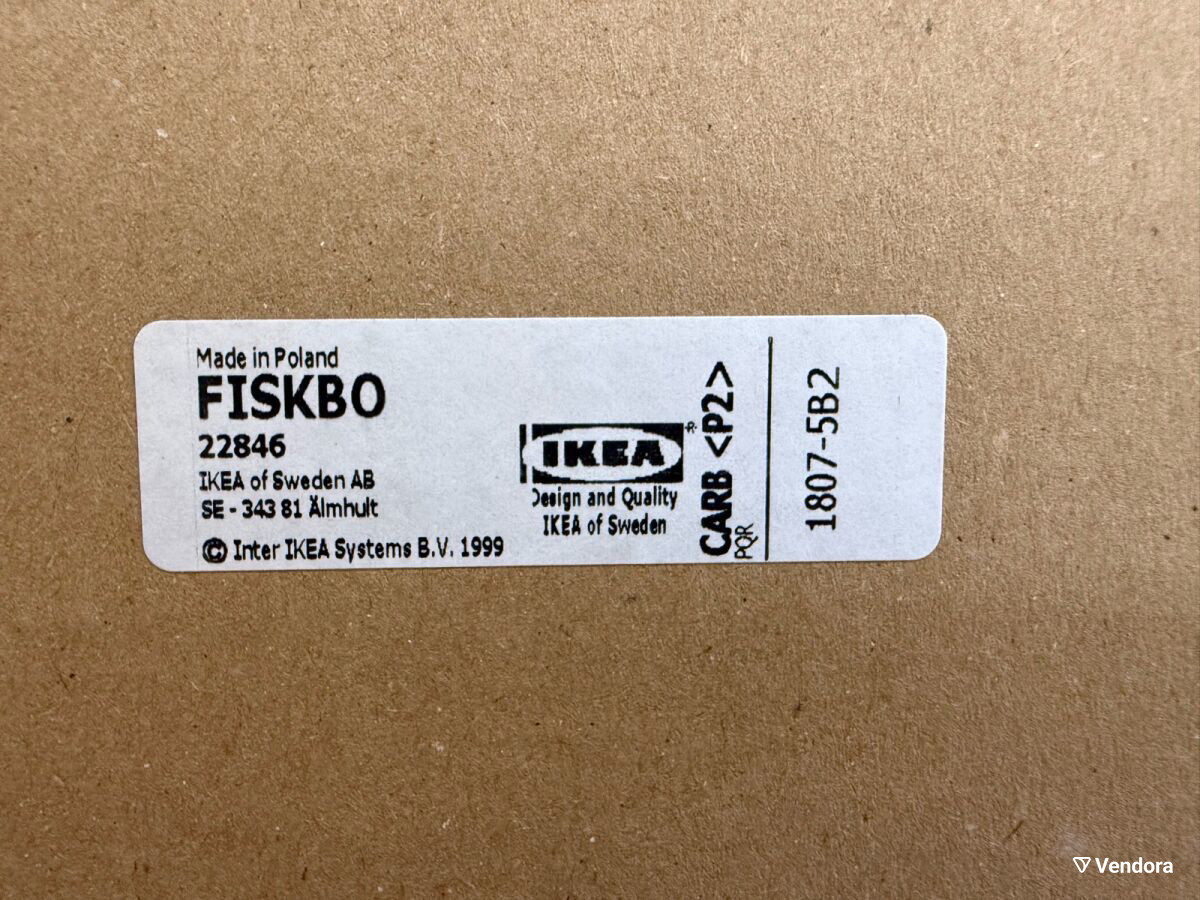 Made in Poland
FISKBO
22846
IKEA of Sweden AB
SE - 343 81 Älmhult
© Inter IKEA Systems B.V. 1999
IKEA®
Design and Quality
IKEA of Sweden
CARB <P2>
PQR
1807-5B2
Vendora